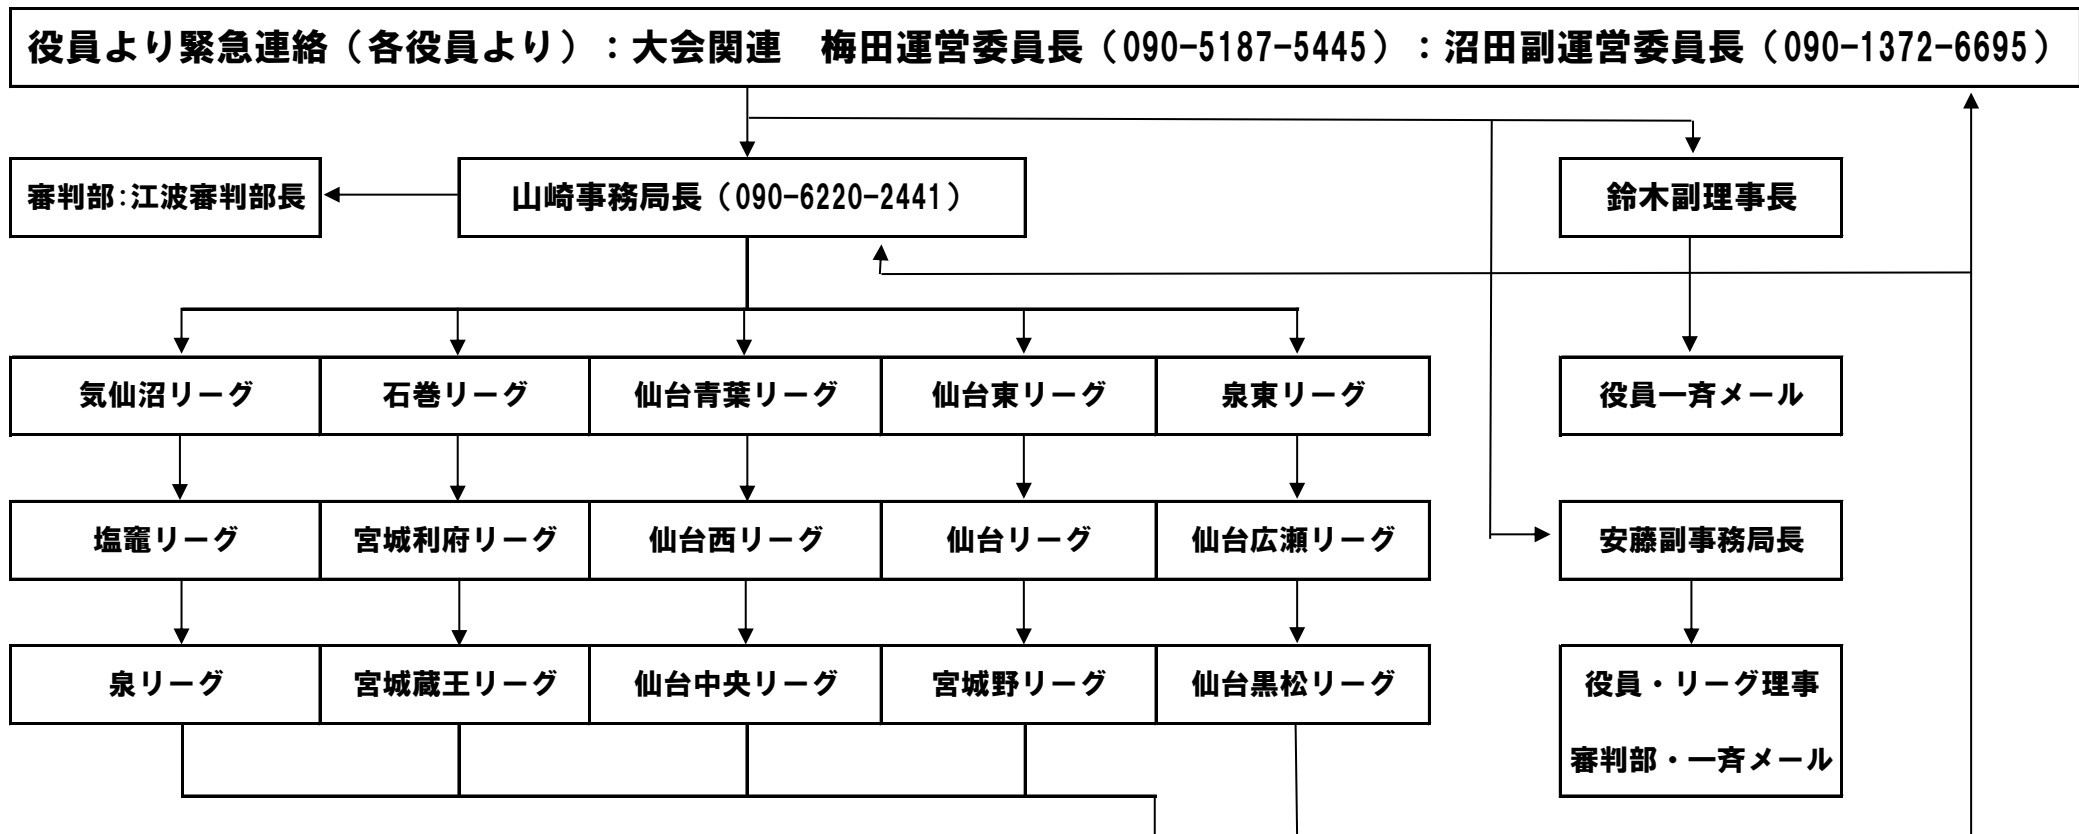 役員より緊急連絡（各役員より）：大会関連　梅田運営委員長（090-5187-5445）：沼田副運営委員長（090-1372-6695）
審判部：江波審判部長
山崎事務局長（090-6220-2441）
鈴木副理事長
気仙沼リーグ
石巻リーグ
仙台青葉リーグ
仙台東リーグ
泉東リーグ
役員一斉メール
塩竈リーグ
宮城利府リーグ
仙台西リーグ
仙台リーグ
仙台広瀬リーグ
安藤副事務局長
泉リーグ
宮城蔵王リーグ
仙台中央リーグ
宮城野リーグ
仙台黒松リーグ
役員・リーグ理事
審判部・一斉メール